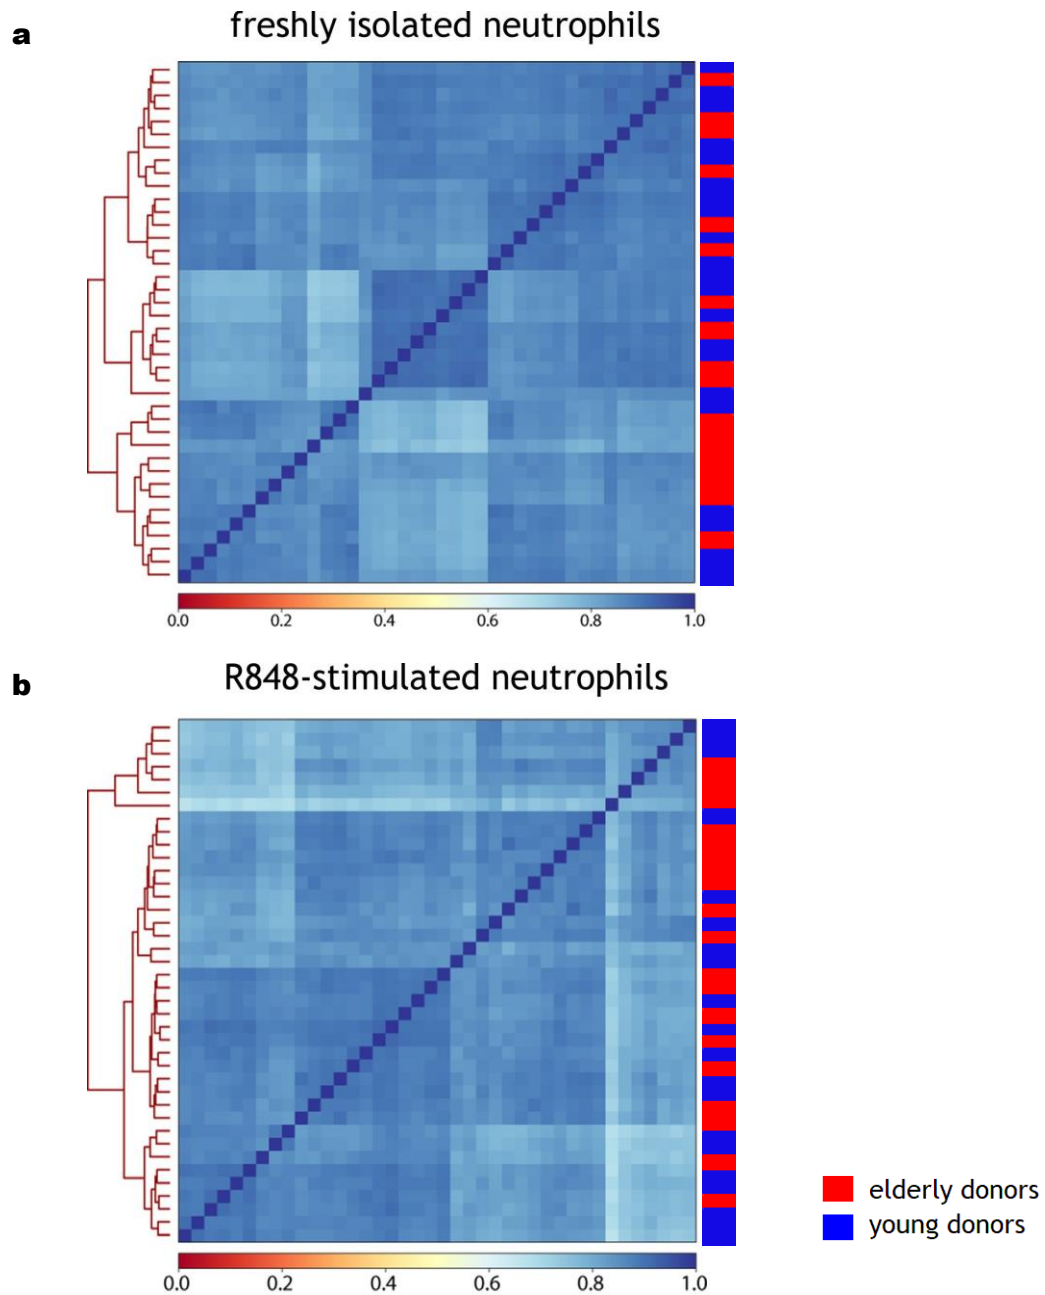 a
freshly isolated neutrophils
0.0 0.2 0.4 0.6 0.8 1.0
b
R848-stimulated neutrophils
0.0 0.2 0.4 0.6 0.8 1.0
elderly donors
young donors